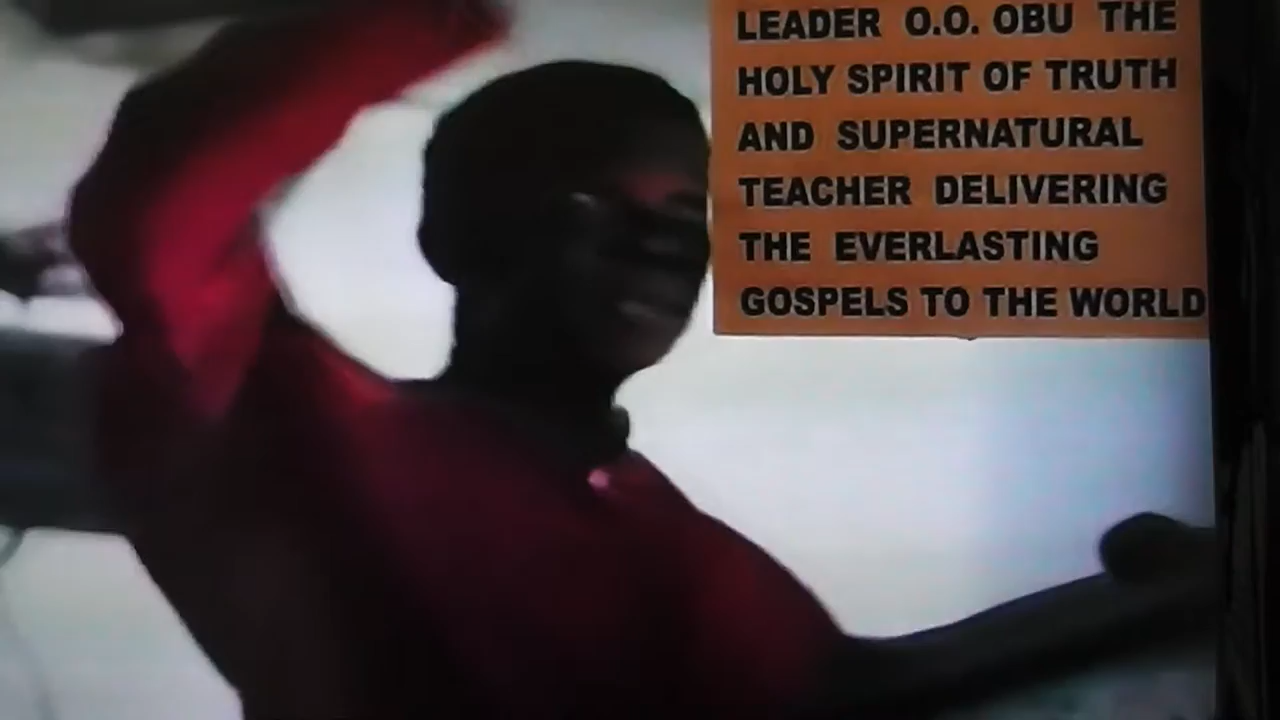 LEADER O.O. OBU THE
HOLY SPIRIT OF TRUTH
AND SUPERNATURAL
TEACHER DELIVERING
THE EVERLASTING
GOSPELS TO THE WORLD